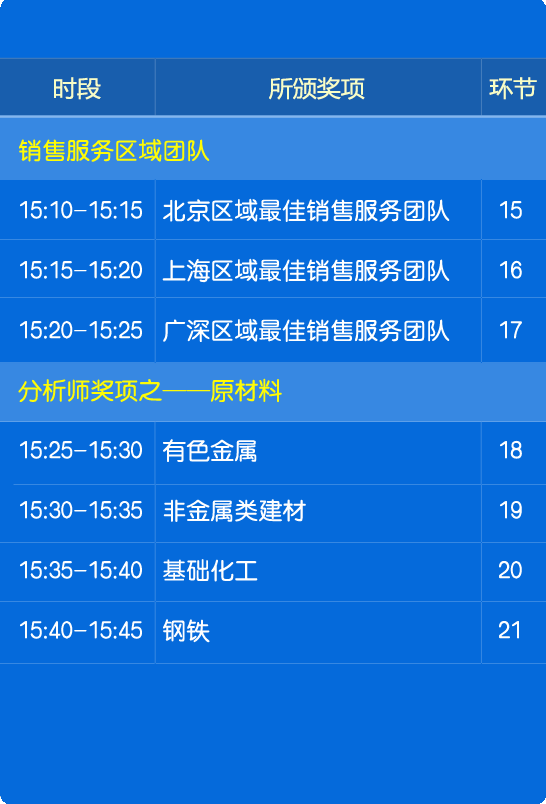 时段 所颁奖项 环节
销售服务区域团队
15:10-15:15 北京区域最佳销售服务团队 15
15:15-15:20 上海区域最佳销售服务团队 16
15:20-15:25 广深区域最佳销售服务团队 17
分析师奖项之——原材料
15:25-15:30 有色金属 18
15:30-15:35 非金属类建材 19
15:35-15:40 基础化工 20
15:40-15:45 钢铁 21